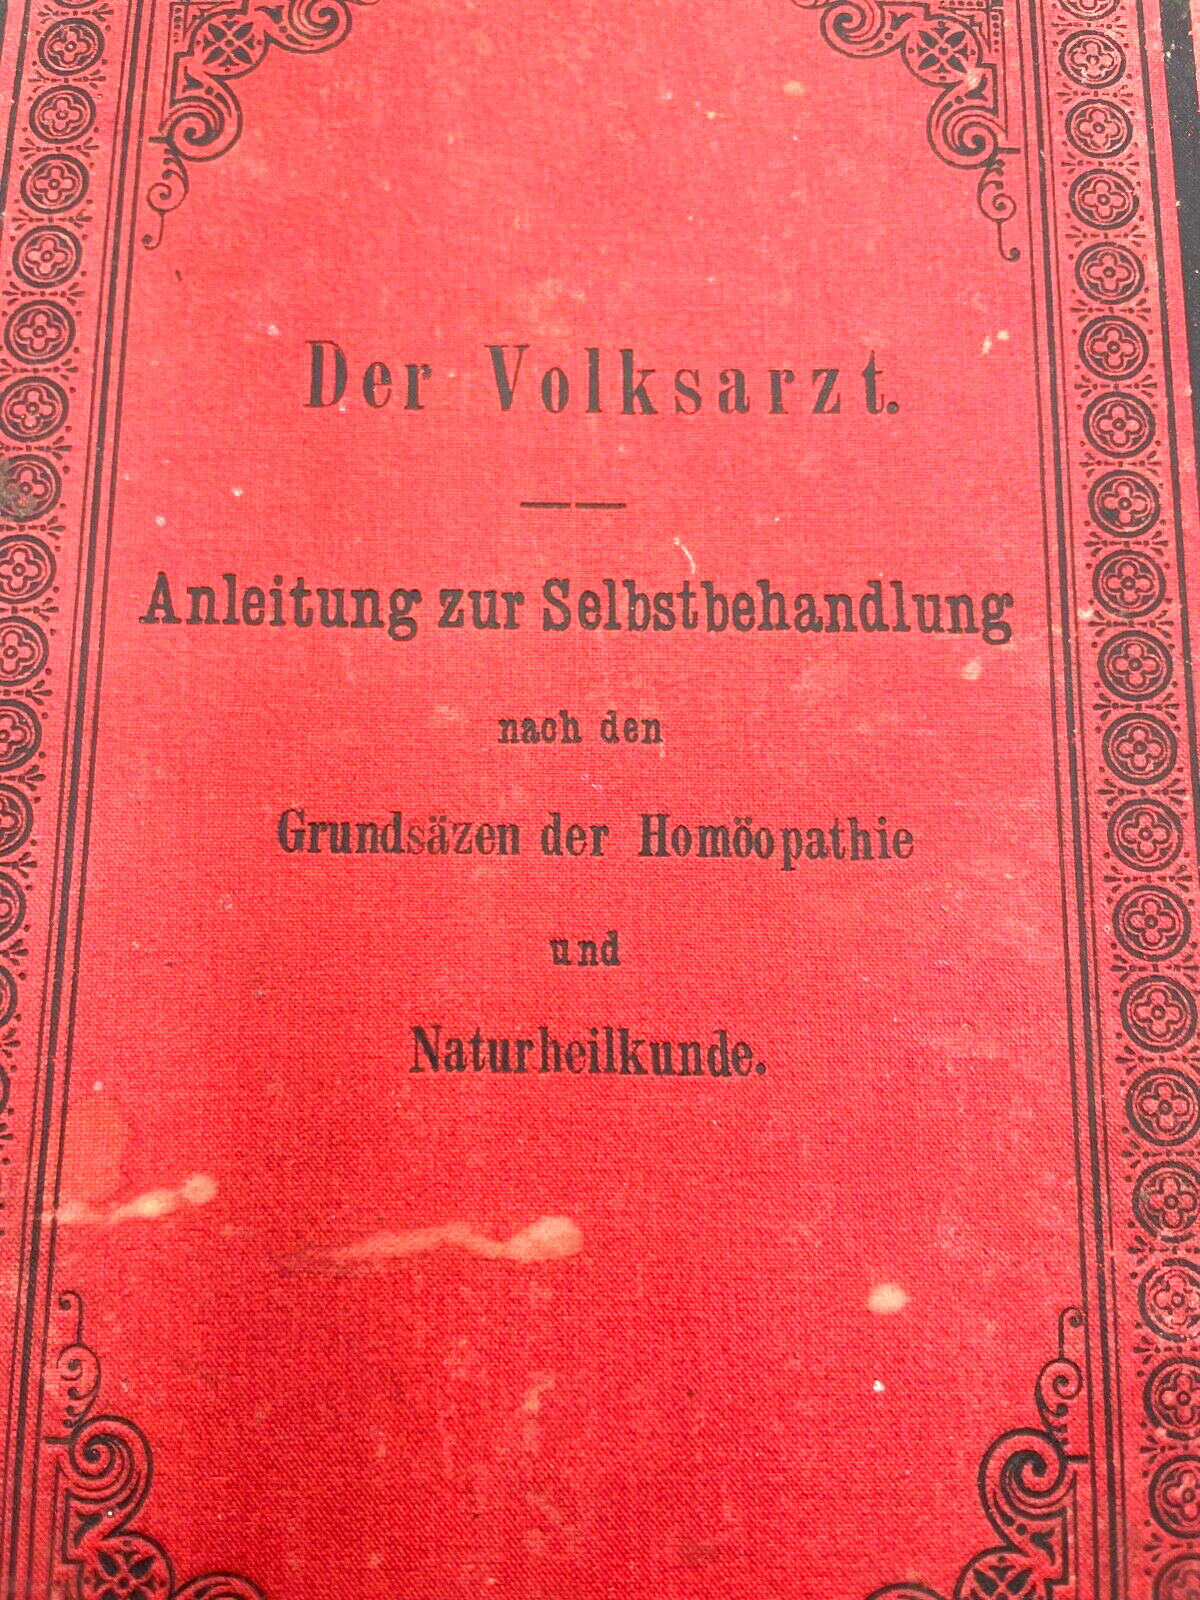 Der Volksarzt.
Anleitung zur Selbstbehandlung
nach den
Grundsäzen der Homöopathie
und
Naturheilkunde.